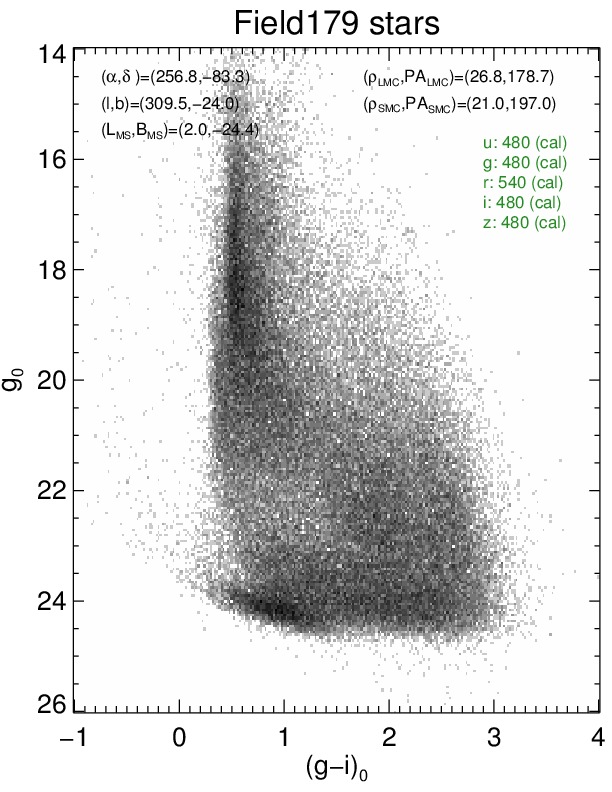 Field179 stars
(α,δ )=(256.8,−83.3)
(ρLMC,PALMC)=(26.8,178.7)
(l,b)=(309.5,−24.0)
(ρSMC,PASMC)=(21.0,197.0)
(LMS,BMS)=(2.0,−24.4)
u: 480 (cal)
g: 480 (cal)
r: 540 (cal)
i: 480 (cal)
z: 480 (cal)
14
16
18
20
22
24
26
g0
−1 0 1 2 3 4
(g−i)0